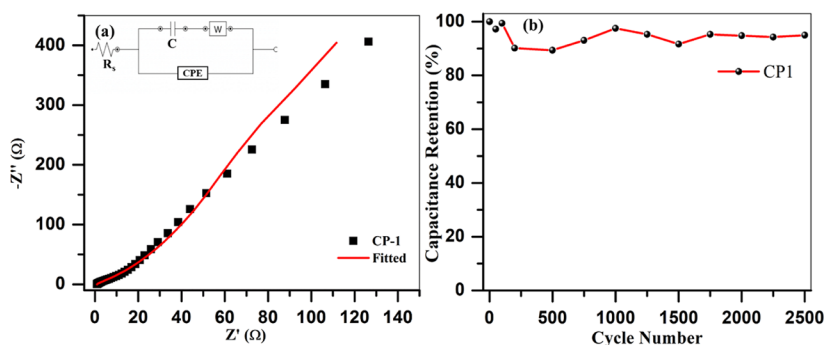 (a)
C
W
Rs
CPE
400
300
200
100
0
-Z'' (Ω)
0 20 40 60 80 100 120 140
Z' (Ω)
CP-1
Fitted
(b)
100
80
60
40
20
0
Capacitance Retention (%)
0 500 1000 1500 2000 2500
Cycle Number
CP1